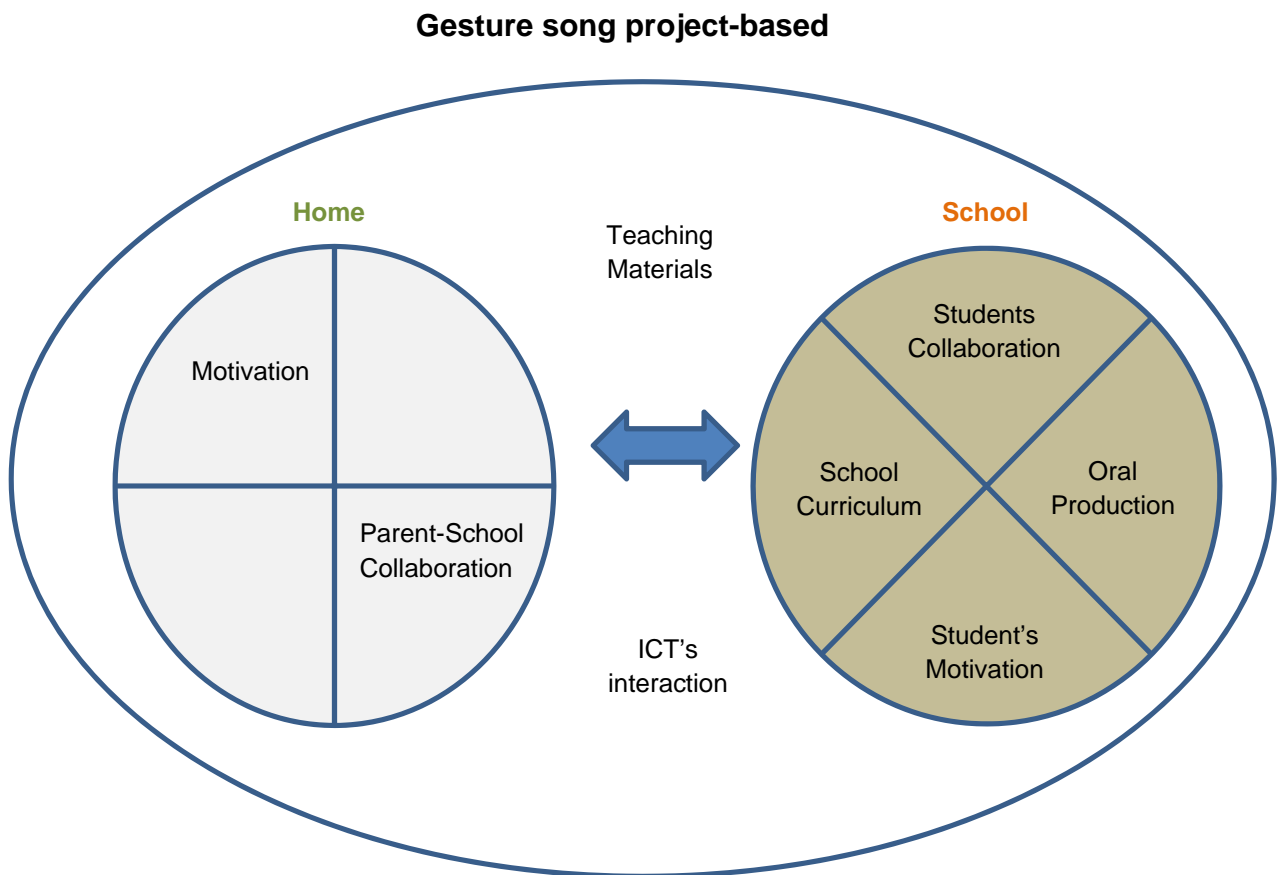 Gesture song project-based
Home
School
Teaching
Materials
Students
Collaboration
Motivation
School
Curriculum
Oral
Production
Parent-School
Collaboration
ICT’s
interaction
Student’s
Motivation